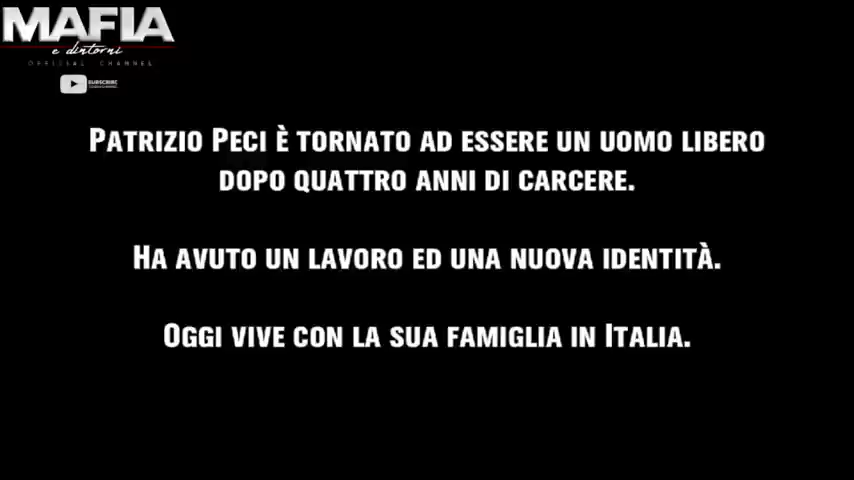 MAFIA
e dintorni
OFFICIAL CHANNEL
SUBSCRIBE
PATRIZIO PECI È TORNATO AD ESSERE UN UOMO LIBERO
DOPO QUATTRO ANNI DI CARCERE.
HA AVUTO UN LAVORO ED UNA NUOVA IDENTITÀ.
OGGI VIVE CON LA SUA FAMIGLIA IN ITALIA.